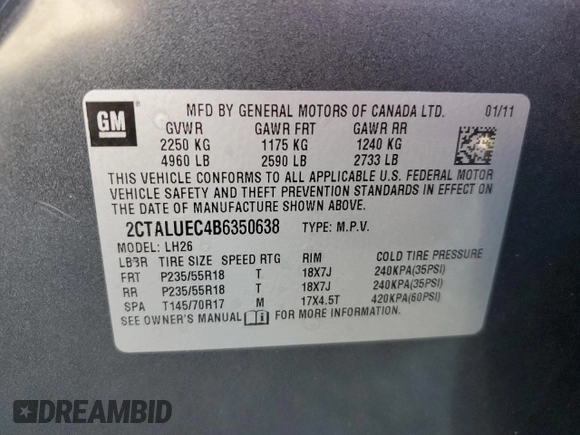 GM
MFD BY GENERAL MOTORS OF CANADA LTD. 01/11
GVWR GAWR FRT GAWR RR
2250 KG 1175 KG 1240 KG
4960 LB 2590 LB 2733 LB
THIS VEHICLE CONFORMS TO ALL APPLICABLE U.S. FEDERAL MOTOR
VEHICLE SAFETY AND THEFT PREVENTION STANDARDS IN EFFECT ON
THE DATE OF MANUFACTURE SHOWN ABOVE.
2CTALUEC4B6350638 TYPE: M.P.V.
MODEL: LH26
TIRE SIZE SPEED RTG RIM COLD TIRE PRESSURE
FRT P235/55R18 T 18X7J 240KPA(35PSI)
RR P235/55R18 T 18X7J 240KPA(35PSI)
SPA T145/70R17 M 17X4.5T 420KPA(60PSI)
SEE OWNER'S MANUAL FOR MORE INFORMATION.
DREAMBID